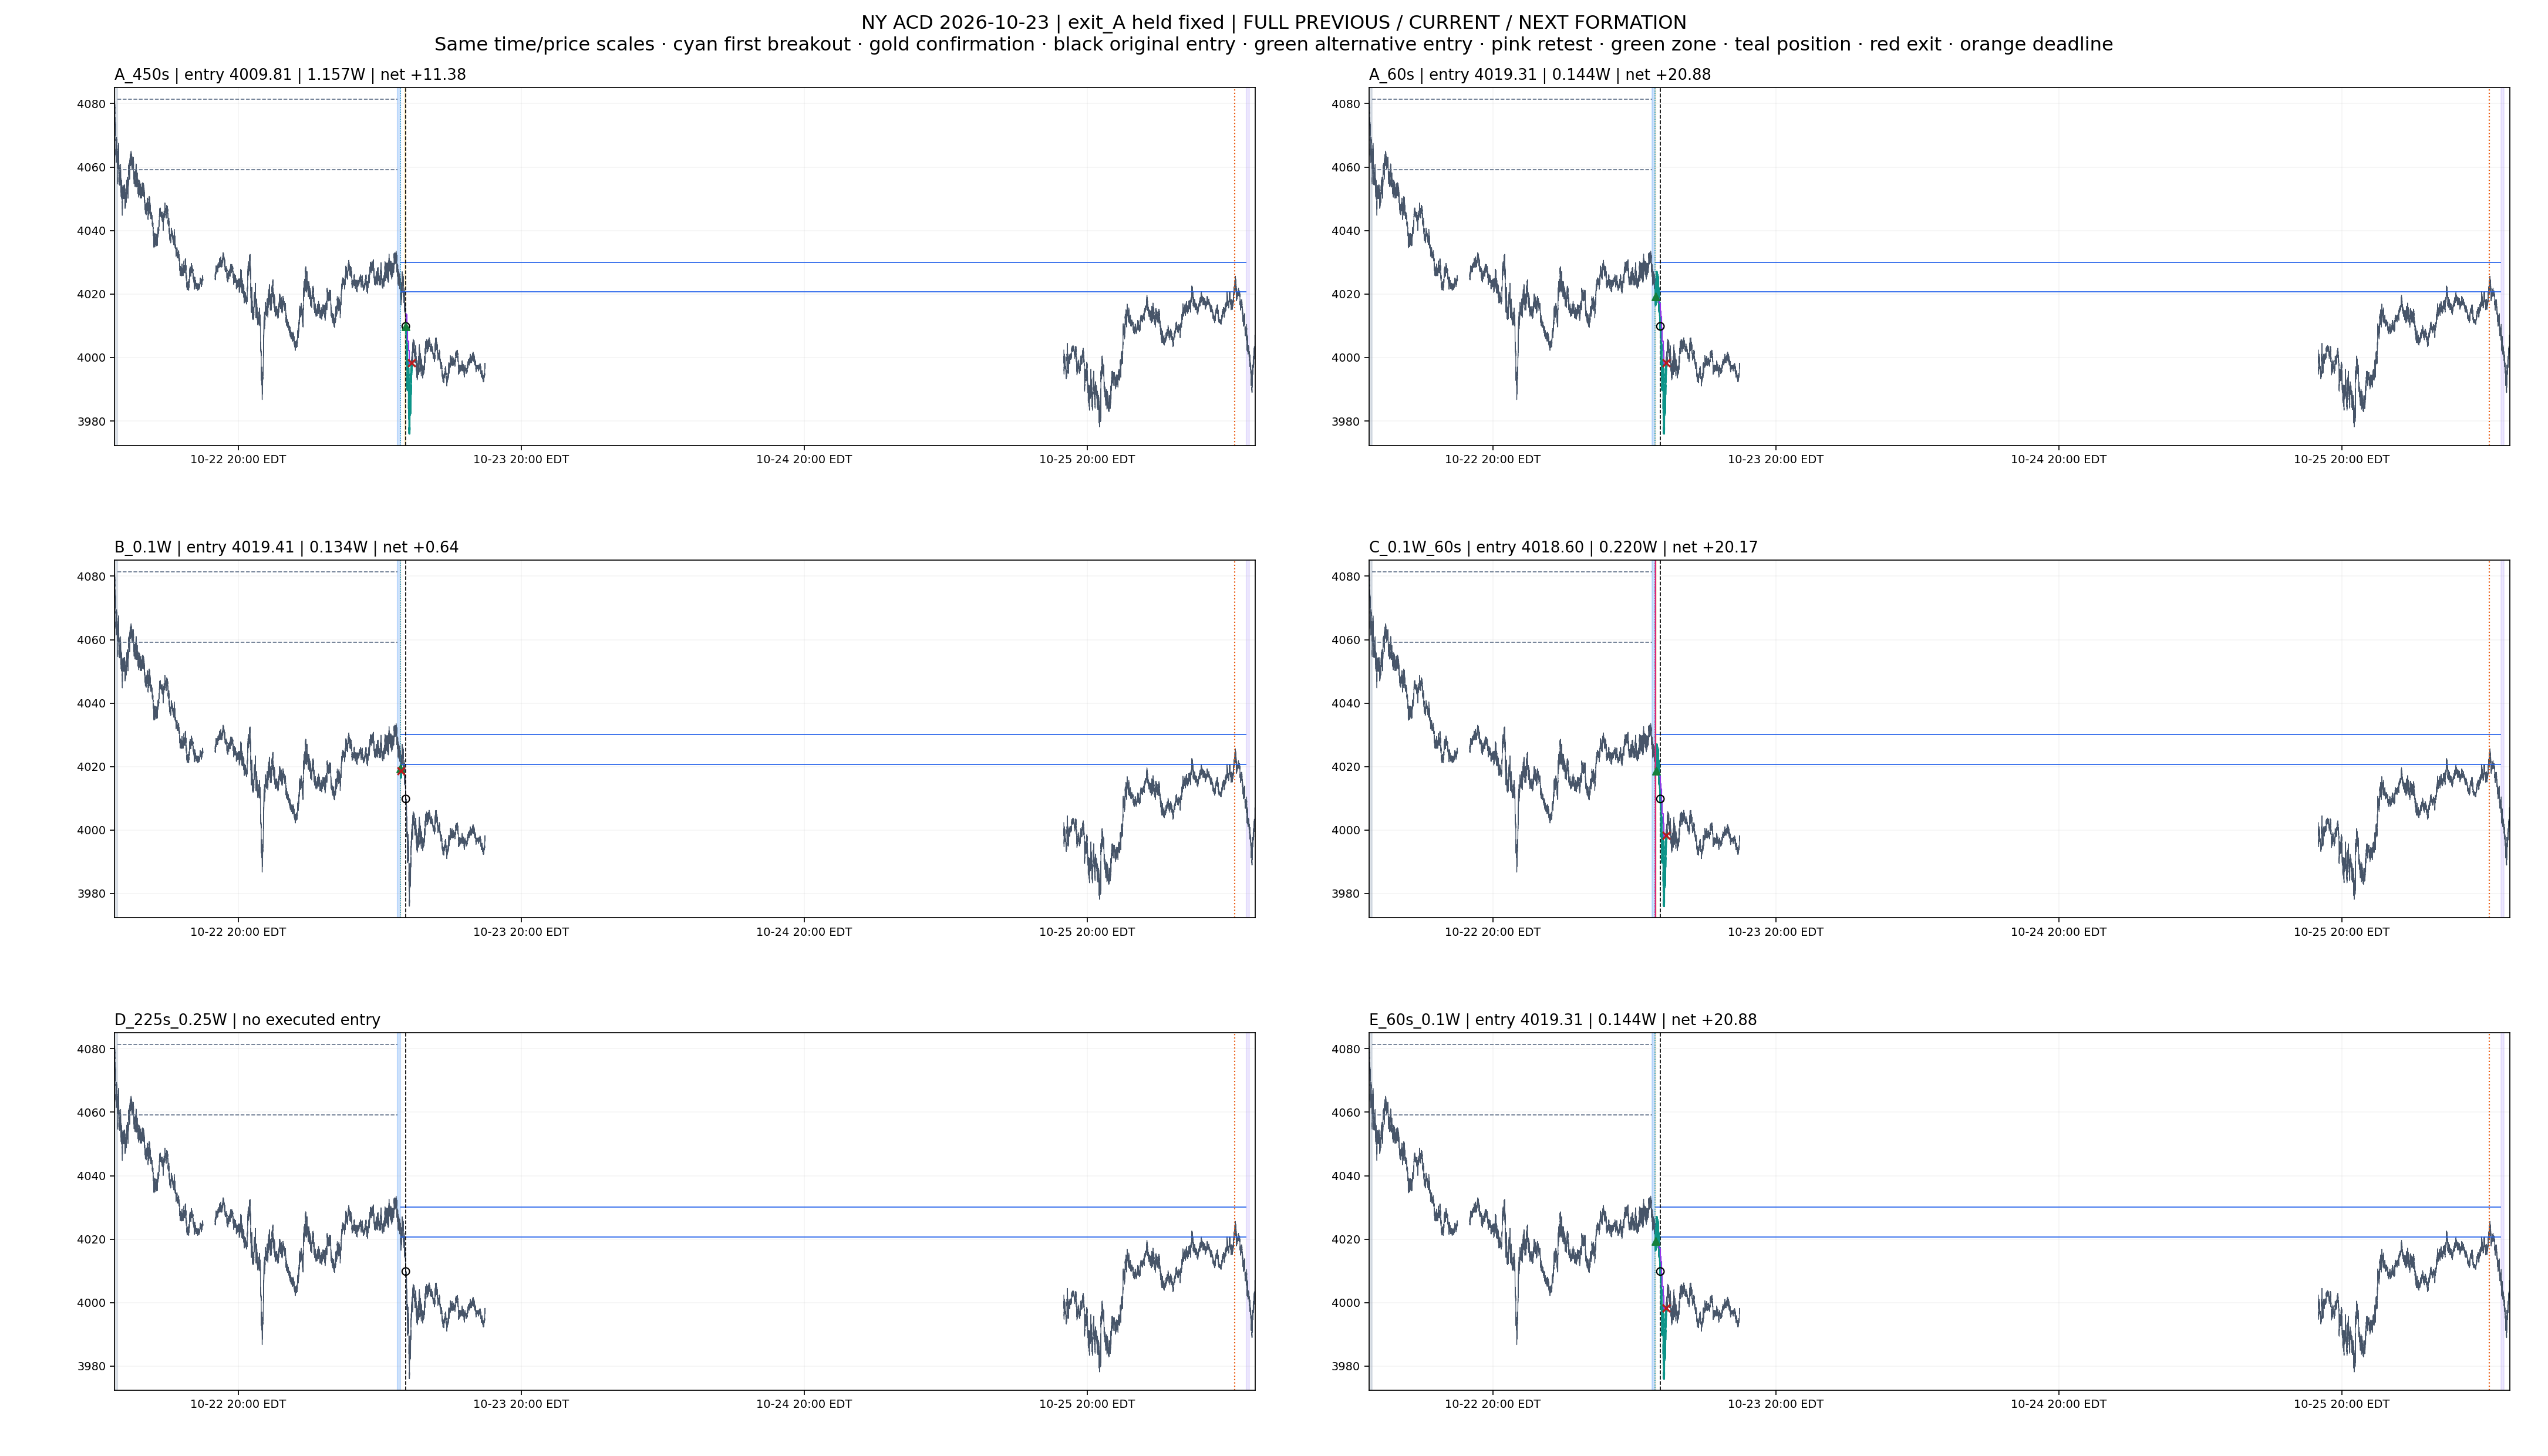 NY ACD 2026-10-23 | exit_A held fixed | FULL PREVIOUS / CURRENT / NEXT FORMATION
Same time/price scales · cyan first breakout · gold confirmation · black original entry · green alternative entry · pink retest · green zone · teal position · red exit · orange deadline
A_450s | entry 4009.81 | 1.157W | net +11.38
4080
4060
4040
4020
4000
3980
10-22 20:00 EDT
10-23 20:00 EDT
10-24 20:00 EDT
10-25 20:00 EDT
A_60s | entry 4019.31 | 0.144W | net +20.88
4080
4060
4040
4020
4000
3980
10-22 20:00 EDT
10-23 20:00 EDT
10-24 20:00 EDT
10-25 20:00 EDT
B_0.1W | entry 4019.41 | 0.134W | net +0.64
4080
4060
4040
4020
4000
3980
10-22 20:00 EDT
10-23 20:00 EDT
10-24 20:00 EDT
10-25 20:00 EDT
C_0.1W_60s | entry 4018.60 | 0.220W | net +20.17
4080
4060
4040
4020
4000
3980
10-22 20:00 EDT
10-23 20:00 EDT
10-24 20:00 EDT
10-25 20:00 EDT
D_225s_0.25W | no executed entry
4080
4060
4040
4020
4000
3980
10-22 20:00 EDT
10-23 20:00 EDT
10-24 20:00 EDT
10-25 20:00 EDT
E_60s_0.1W | entry 4019.31 | 0.144W | net +20.88
4080
4060
4040
4020
4000
3980
10-22 20:00 EDT
10-23 20:00 EDT
10-24 20:00 EDT
10-25 20:00 EDT